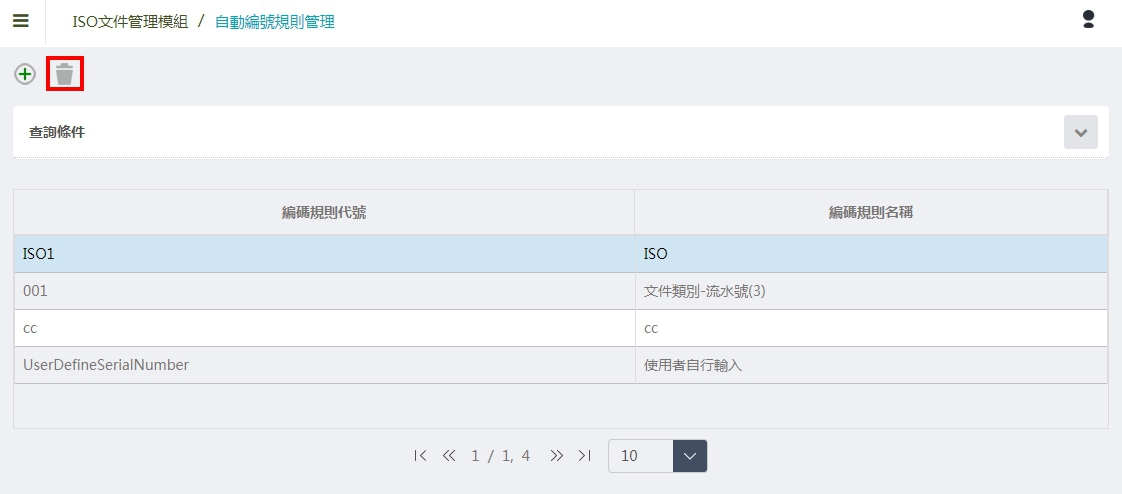 ISO文件管理模組 / 自動編號規則管理
查詢條件
編碼規則代號 編碼規則名稱
ISO1 ISO
001 文件類別-流水號(3)
cc cc
UserDefineSerialNumber 使用者自行輸入
1 / 1, 4 10